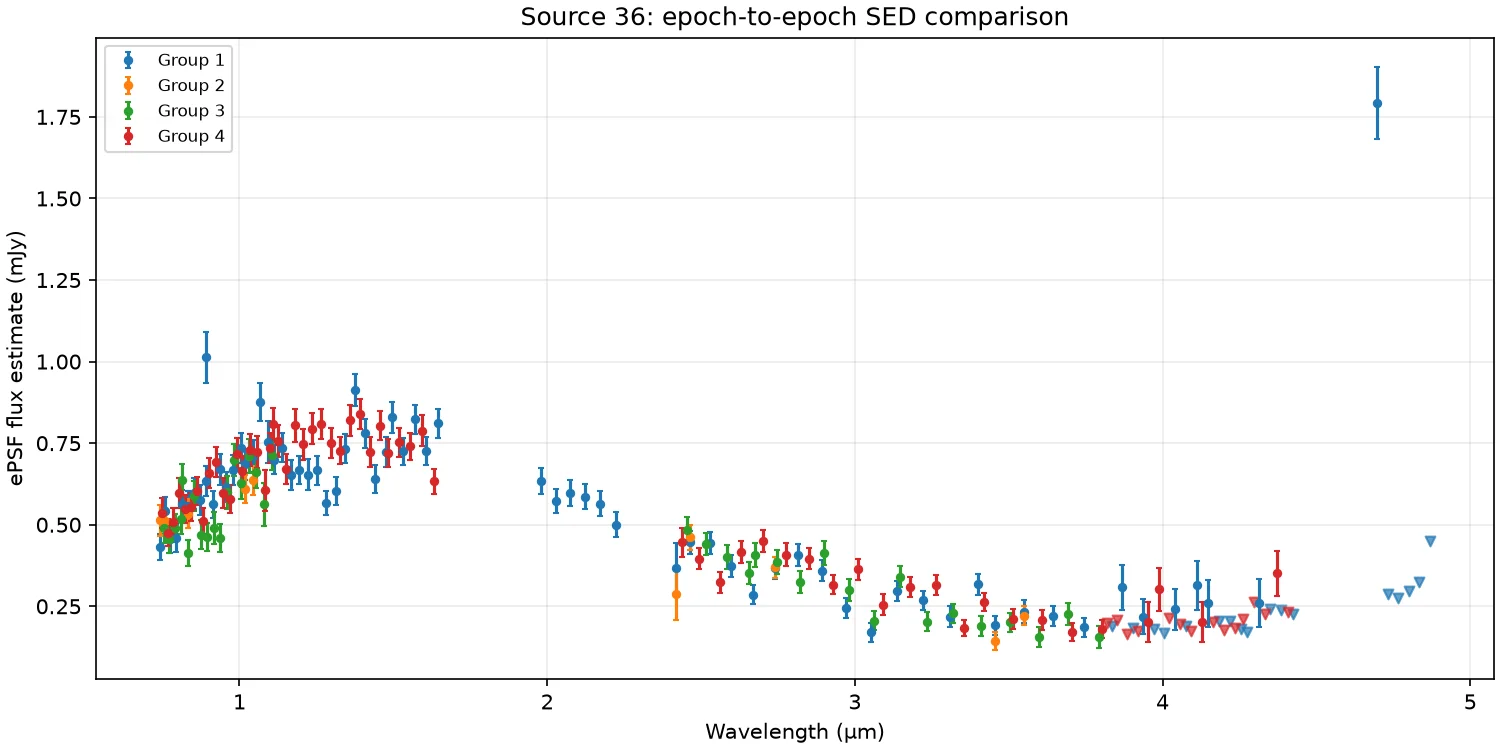 Source 36: epoch-to-epoch SED comparison
Group 1
Group 2
Group 3
Group 4
ePSF flux estimate (mJy)
1.75
1.50
1.25
1.00
0.75
0.50
0.25
1 2 3 4 5
Wavelength (μm)